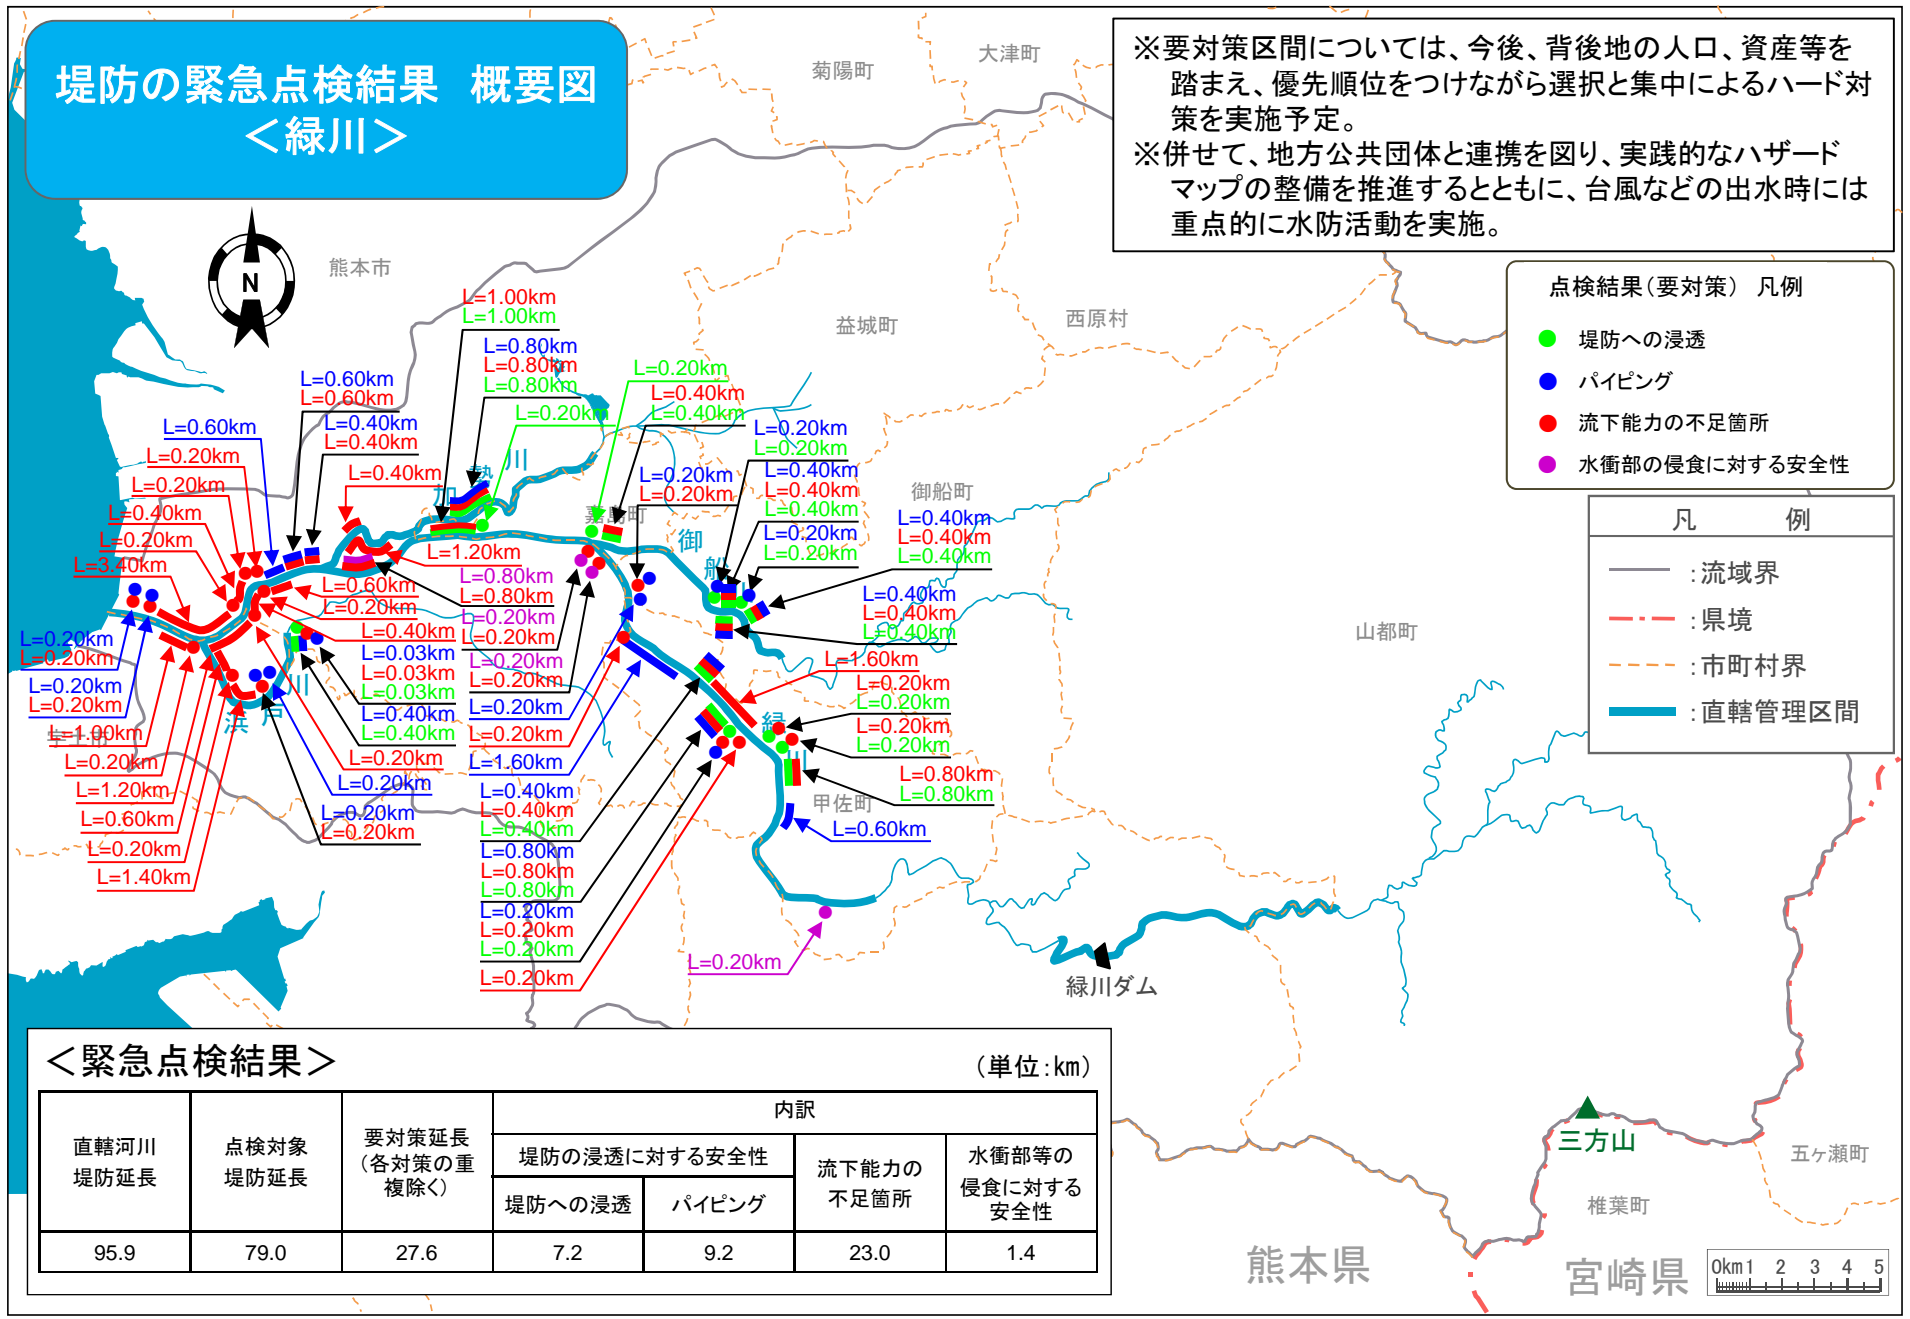 堤防の緊急点検結果　概要図
＜緑川＞
※要対策区間については、今後、背後地の人口、資産等を
踏まえ、優先順位をつけながら選択と集中によるハード対
策を実施予定。
※併せて、地方公共団体と連携を図り、実践的なハザード
マップの整備を推進するとともに、台風などの出水時には
重点的に水防活動を実施。
点検結果（要対策）　凡例
堤防への浸透
パイピング
流下能力の不足箇所
水衝部の侵食に対する安全性
凡　例
：流域界
：県境
：市町村界
：直轄管理区間
大津町
菊陽町
熊本市
益城町
西原村
御船町
嘉島町
山都町
甲佐町
五ヶ瀬町
椎葉町
熊本県
宮崎県
三方山
緑川ダム
N
加勢川
御船川
浜戸川
緑川
L=1.00km
L=1.00km
L=0.80km
L=0.80km
L=0.80km
L=0.20km
L=0.20km
L=0.40km
L=0.40km
L=0.60km
L=0.60km
L=0.40km
L=0.40km
L=0.60km
L=0.20km
L=0.20km
L=0.40km
L=0.20km
L=3.40km
L=0.40km
L=0.20km
L=0.20km
L=0.20km
L=0.20km
L=0.40km
L=0.40km
L=0.40km
L=0.20km
L=0.20km
L=0.40km
L=0.40km
L=0.40km
L=0.40km
L=0.40km
L=0.40km
L=1.20km
L=0.80km
L=0.80km
L=0.20km
L=0.20km
L=0.20km
L=0.20km
L=0.20km
L=0.20km
L=1.60km
L=0.60km
L=0.20km
L=0.40km
L=0.03km
L=0.03km
L=0.03km
L=0.40km
L=0.40km
L=0.20km
L=0.20km
L=0.20km
L=0.20km
L=0.20km
L=0.20km
L=0.20km
L=0.20km
L=1.00km
L=0.20km
L=1.20km
L=0.60km
L=0.20km
L=1.40km
L=1.60km
L=0.20km
L=0.20km
L=0.20km
L=0.20km
L=0.80km
L=0.80km
L=0.60km
L=0.40km
L=0.40km
L=0.40km
L=0.80km
L=0.80km
L=0.80km
L=0.20km
L=0.20km
L=0.20km
L=0.20km
L=0.20km
＜緊急点検結果＞
（単位：km）
直轄河川
堤防延長
点検対象
堤防延長
要対策延長
（各対策の重
複除く）
内訳
堤防の浸透に対する安全性
堤防への浸透
パイピング
流下能力の
不足箇所
水衝部等の
侵食に対する
安全性
95.9 79.0 27.6 7.2 9.2 23.0 1.4
0km 1 2 3 4 5